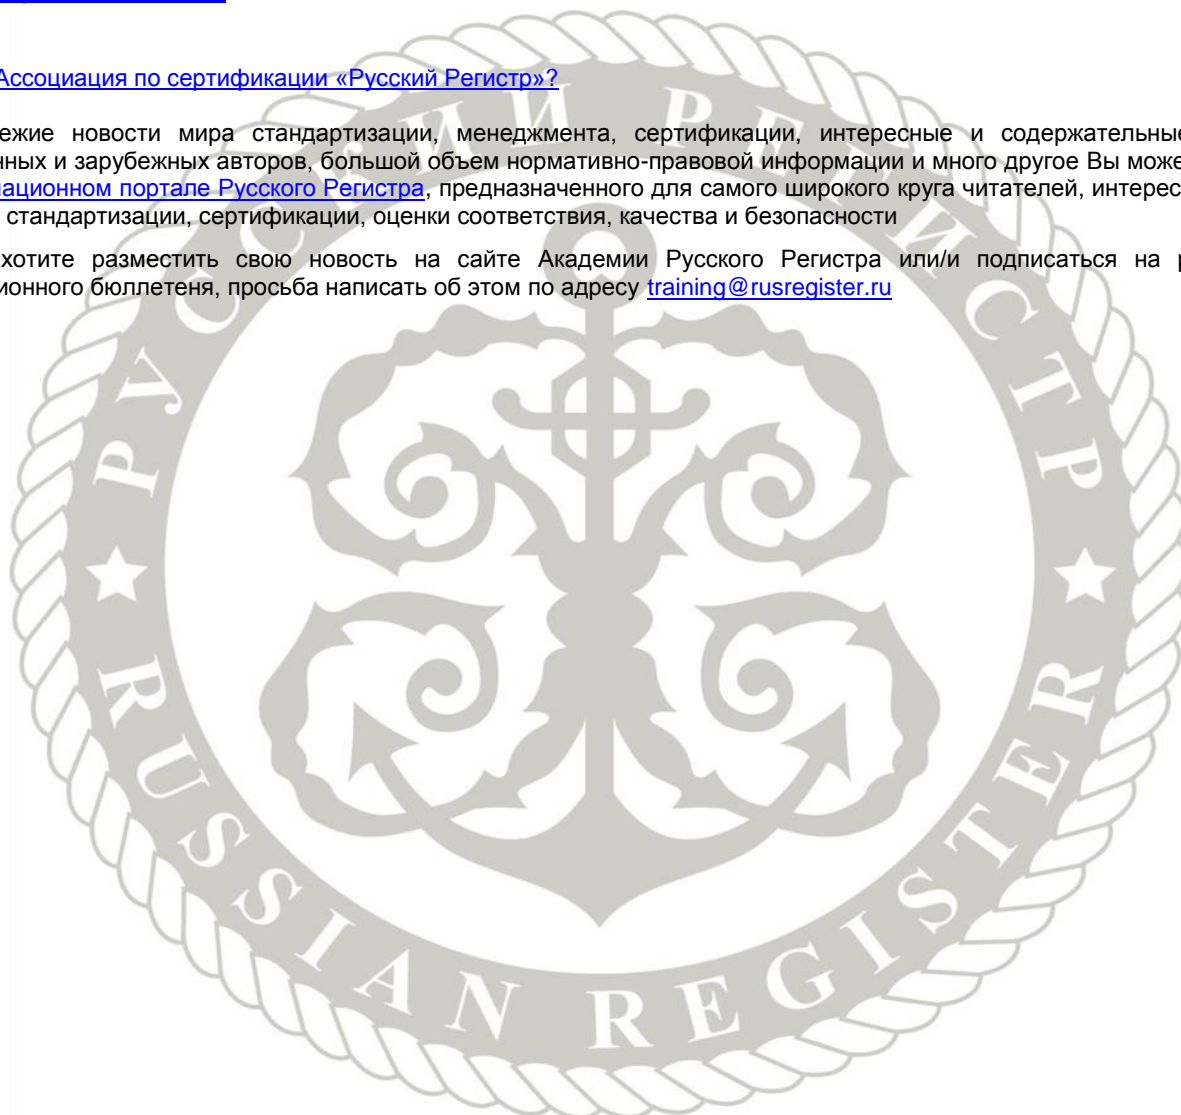 Ассоциация по сертификации «Русский Регистр»?
ежие новости мира стандартизации, менеджмента, сертификации, интересные и содержательные
нных и зарубежных авторов, большой объем нормативно-правовой информации и много другое Вы може
ационном портале Русского Регистра, предназначенного для самого широкого круга читателей, интерес
стандартизации, сертификации, оценки соответствия, качества и безопасности
хотите разместить свою новость на сайте Академии Русского Регистра или/и подписаться на р
ионного бюллетеня, просьба написать об этом по адресу training@rusregister.ru
РУССКИЙ РЕГИСТР
RUSSIAN REGISTER